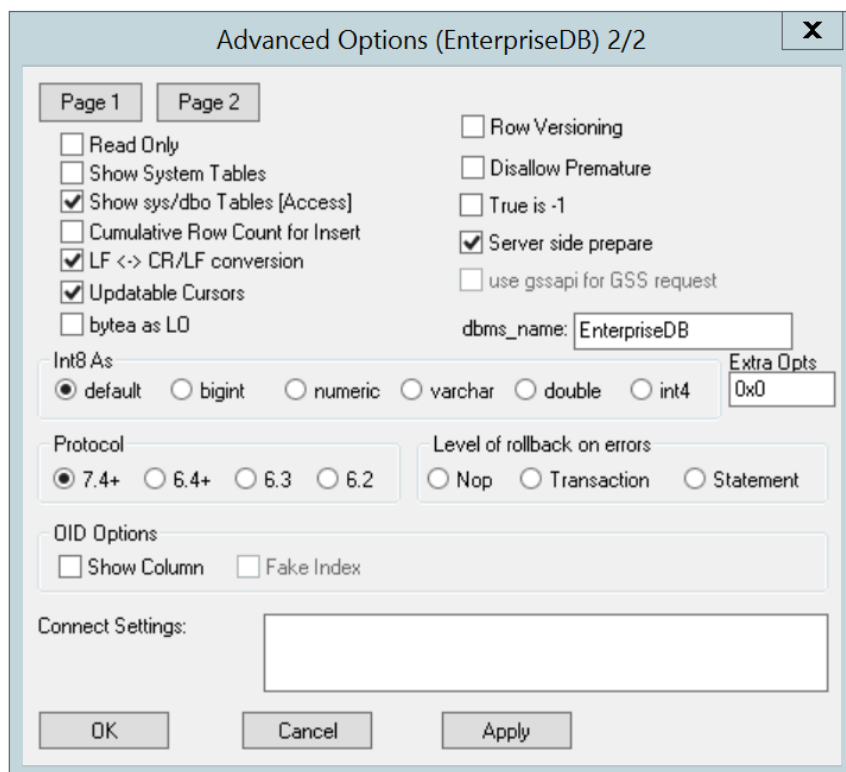 Advanced Options (EnterpriseDB) 2/2
X
Page 1 Page 2
Read Only
Show System Tables
Show sys/dbo Tables [Access]
Cumulative Row Count for Insert
LF <-> CR/LF conversion
Updatable Cursors
bytea as LO
Row Versioning
Disallow Premature
True is -1
Server side prepare
use gssapi for GSS request
dbms_name: EnterpriseDB
Int8 As
default bigint numeric varchar double int4
Extra Opts
0x0
Protocol
7.4+ 6.4+ 6.3 6.2
Level of rollback on errors
Nop Transaction Statement
OID Options
Show Column Fake Index
Connect Settings:
OK Cancel Apply